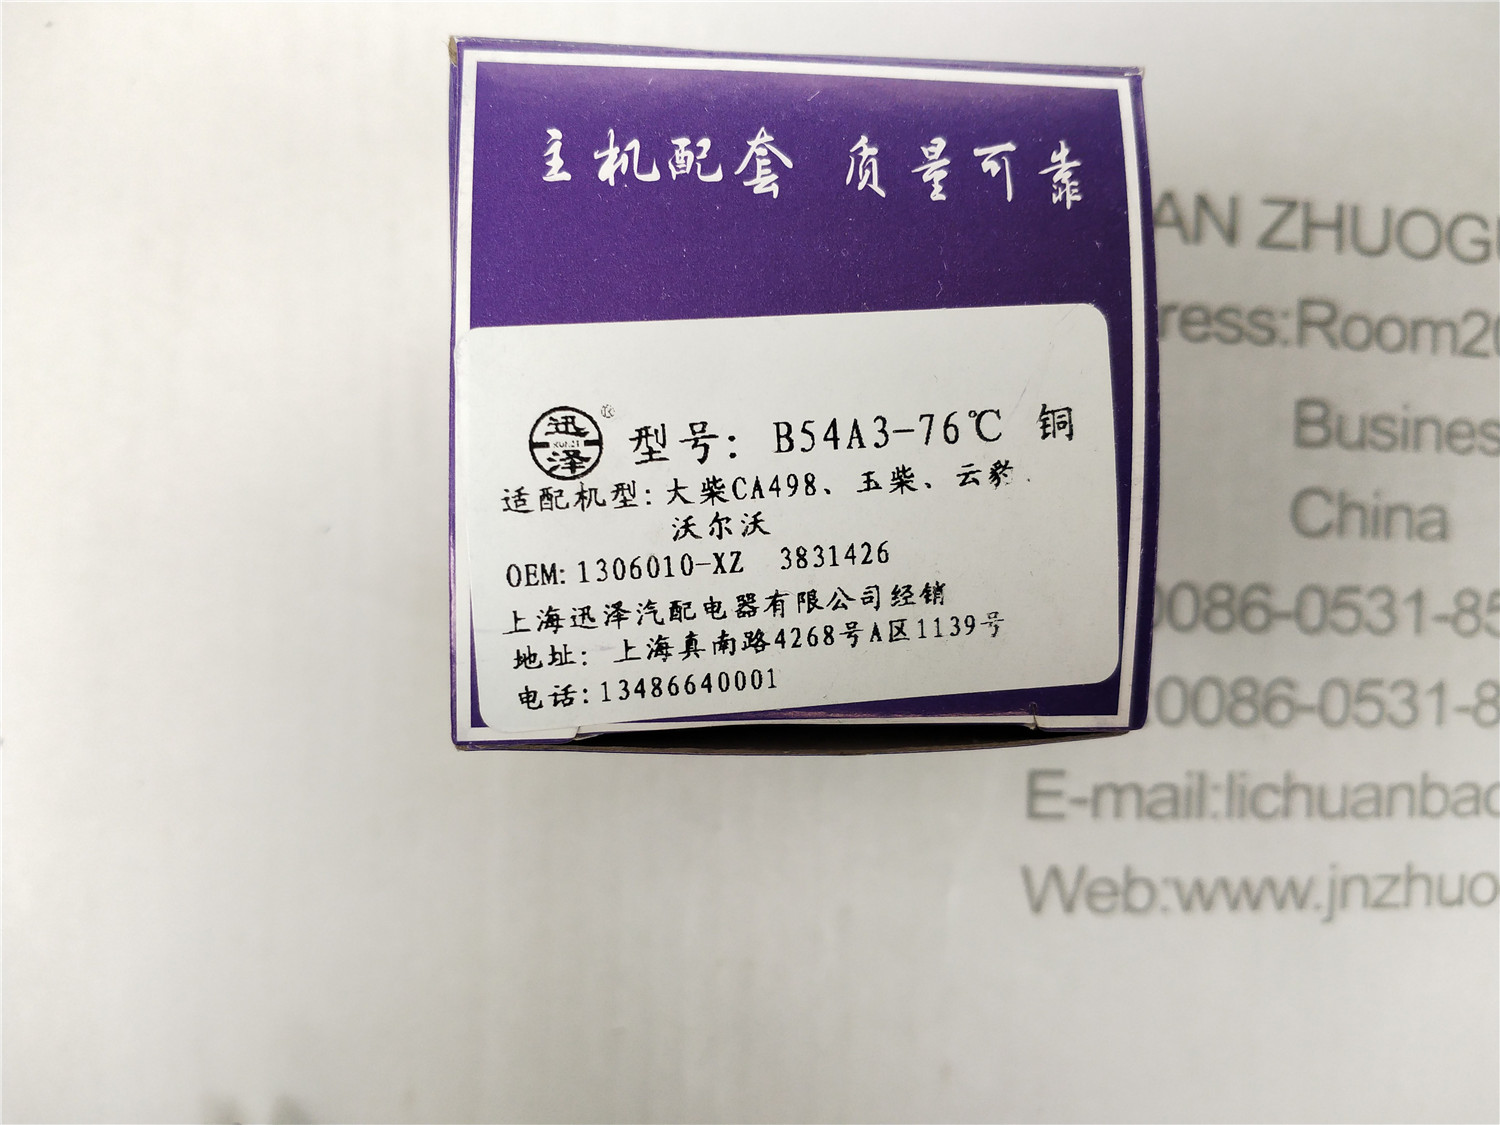 主机配套 质量可靠
迅
XUNZE
泽
®
型号: B54A3-76℃ 铜
适配机型: 大柴CA498、玉柴、云豹
沃尔沃
OEM: 1306010-XZ 3831426
上海迅泽汽配电器有限公司经销
地址: 上海真南路4268号A区1139号
电话: 13486640001
AN ZHUOGU
ress:Room20
Busines
China
0086-0531-85
0086-0531-8
E-mail:lichuanbao
Web:www.jnzhuo